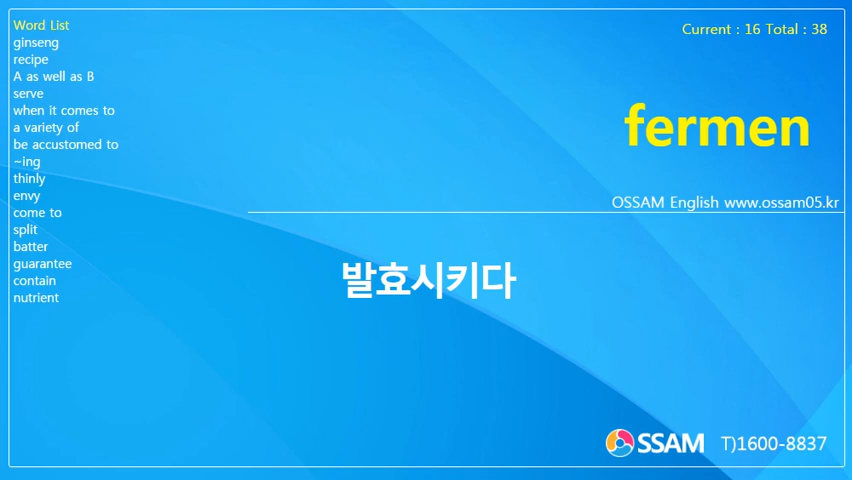 Word List
ginseng
recipe
A as well as B
serve
when it comes to
a variety of
be accustomed to
~ing
thinly
envy
come to
split
batter
guarantee
contain
nutrient
Current : 16 Total : 38
fermen
OSSAM English www.ossam05.kr
발효시키다
OSSAM T)1600-8837